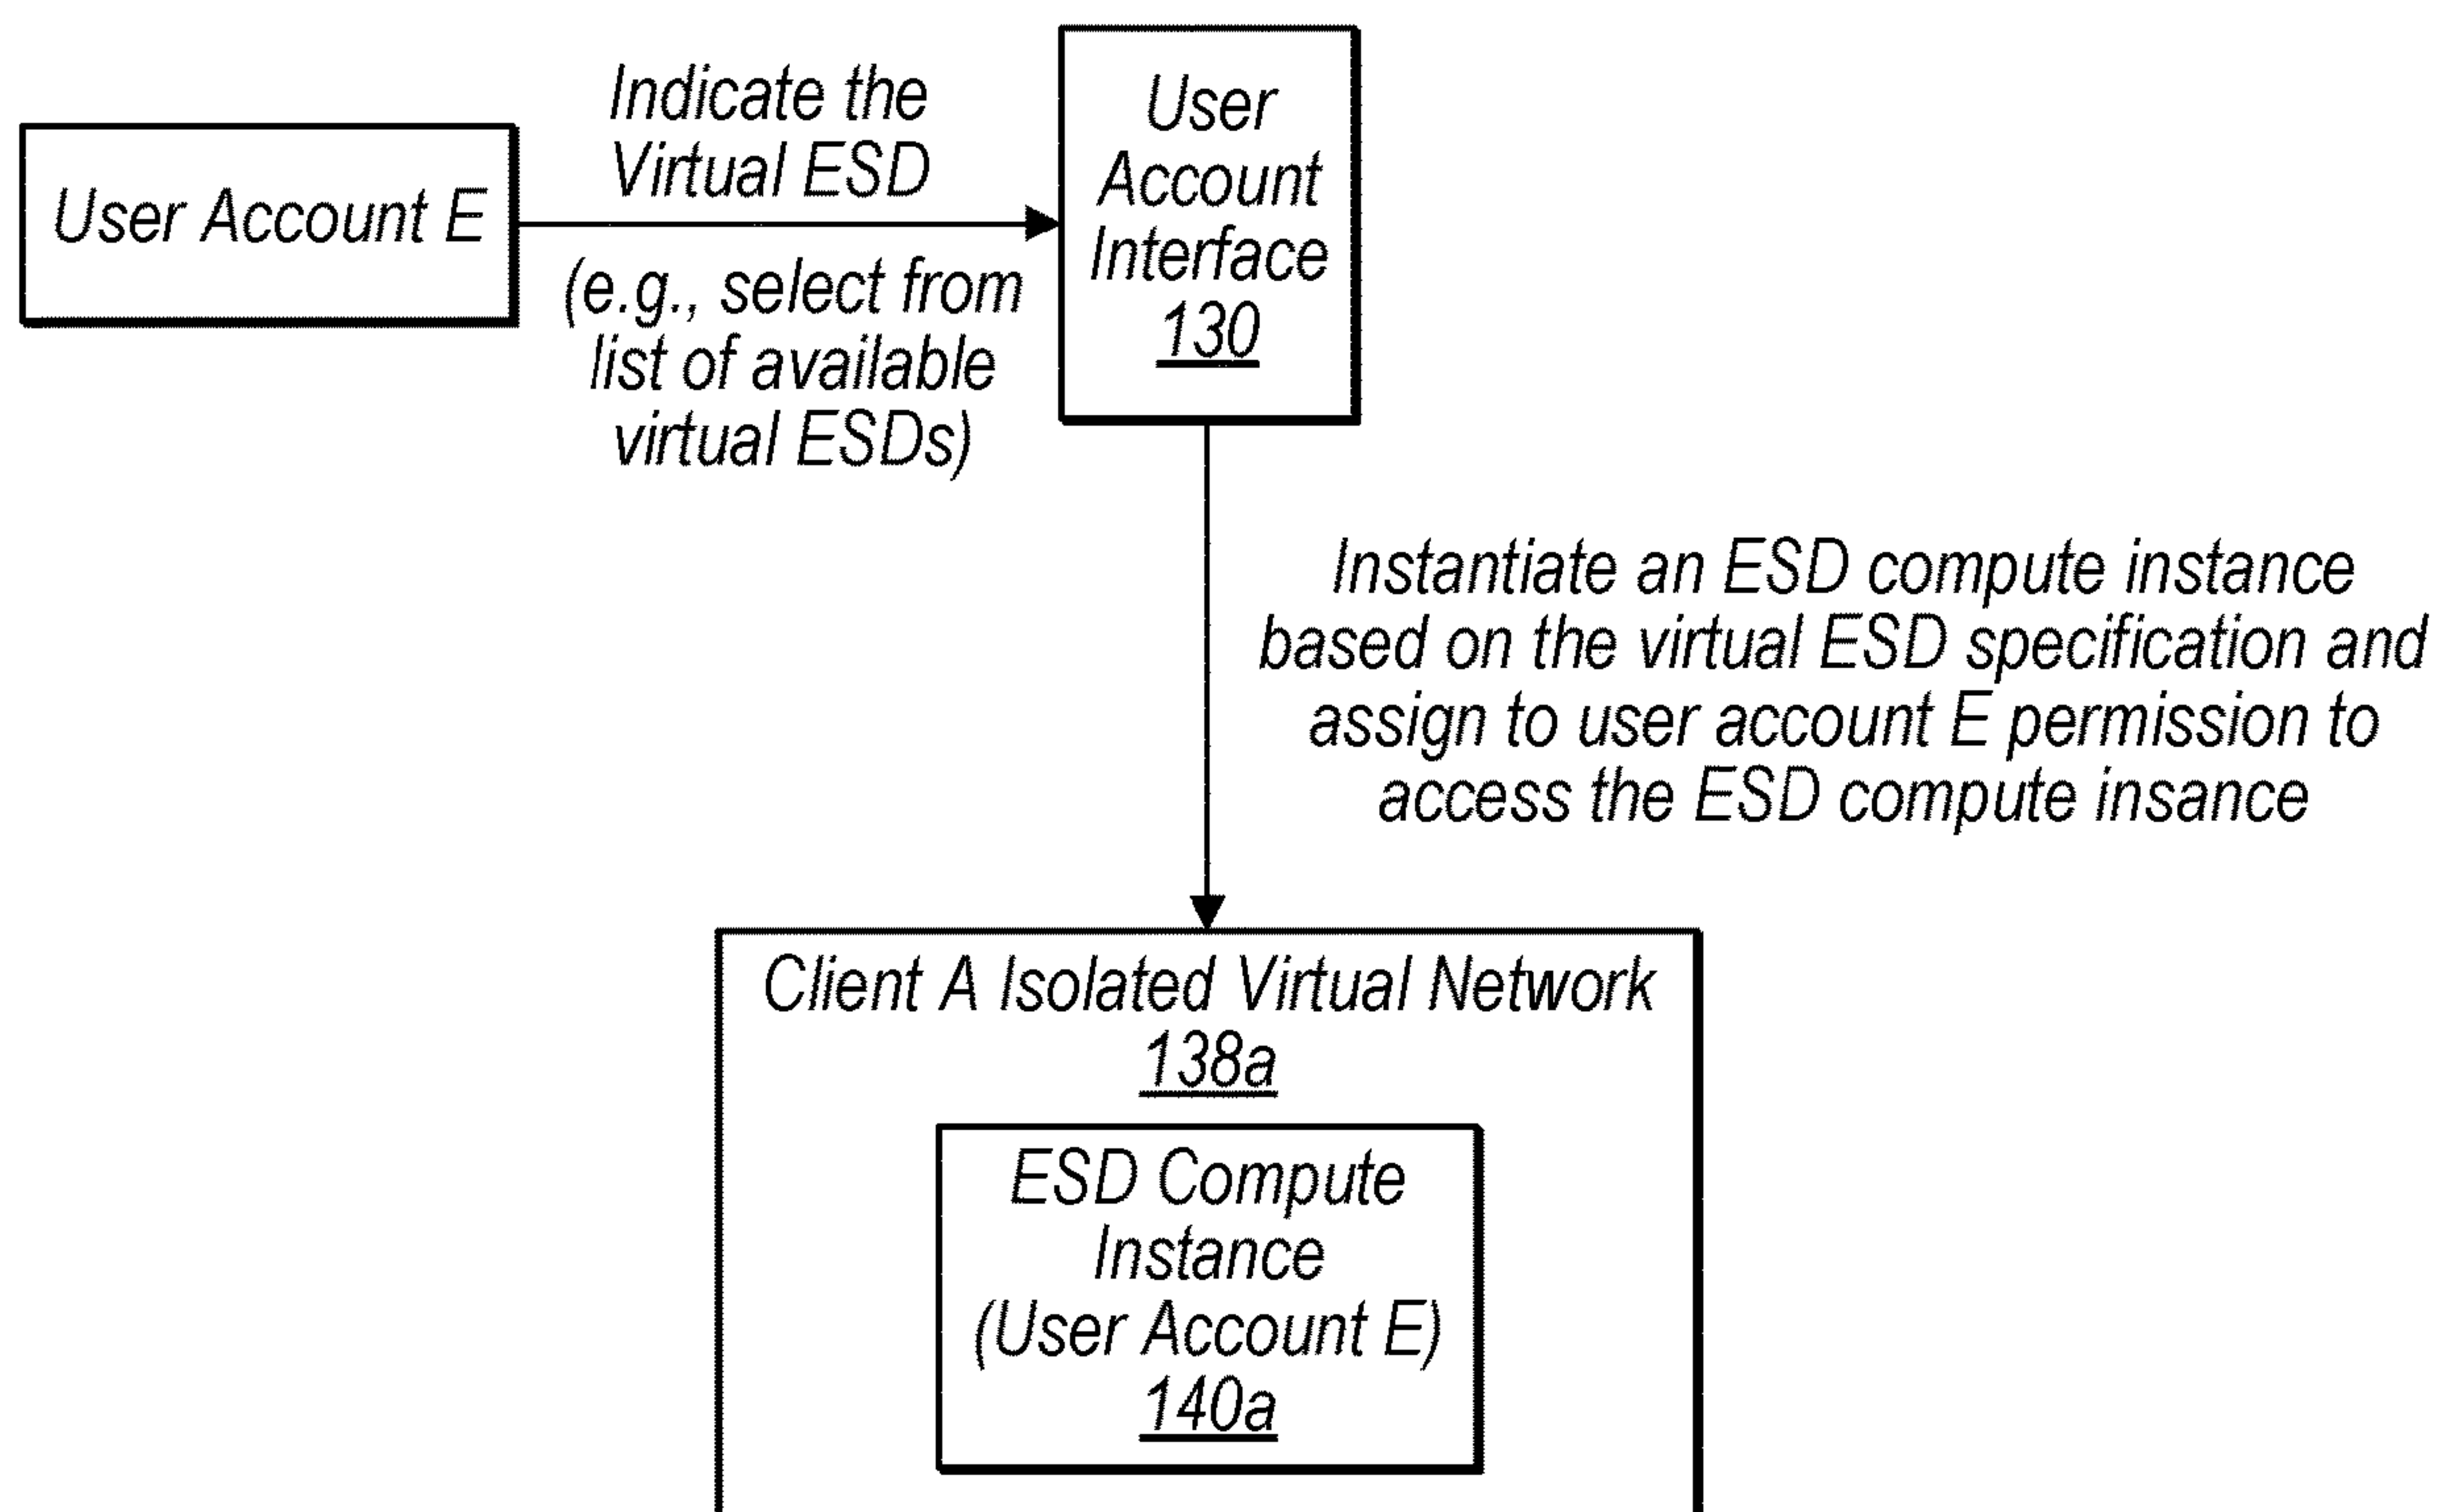 User Account E
Indicate the
Virtual ESD
(e.g., select from
list of available
virtual ESDs)
User
Account
Interface
130
Instantiate an ESD compute instance
based on the virtual ESD specification and
assign to user account E permission to
access the ESD compute insance
Client A Isolated Virtual Network
138a
ESD Compute
Instance
(User Account E)
140a